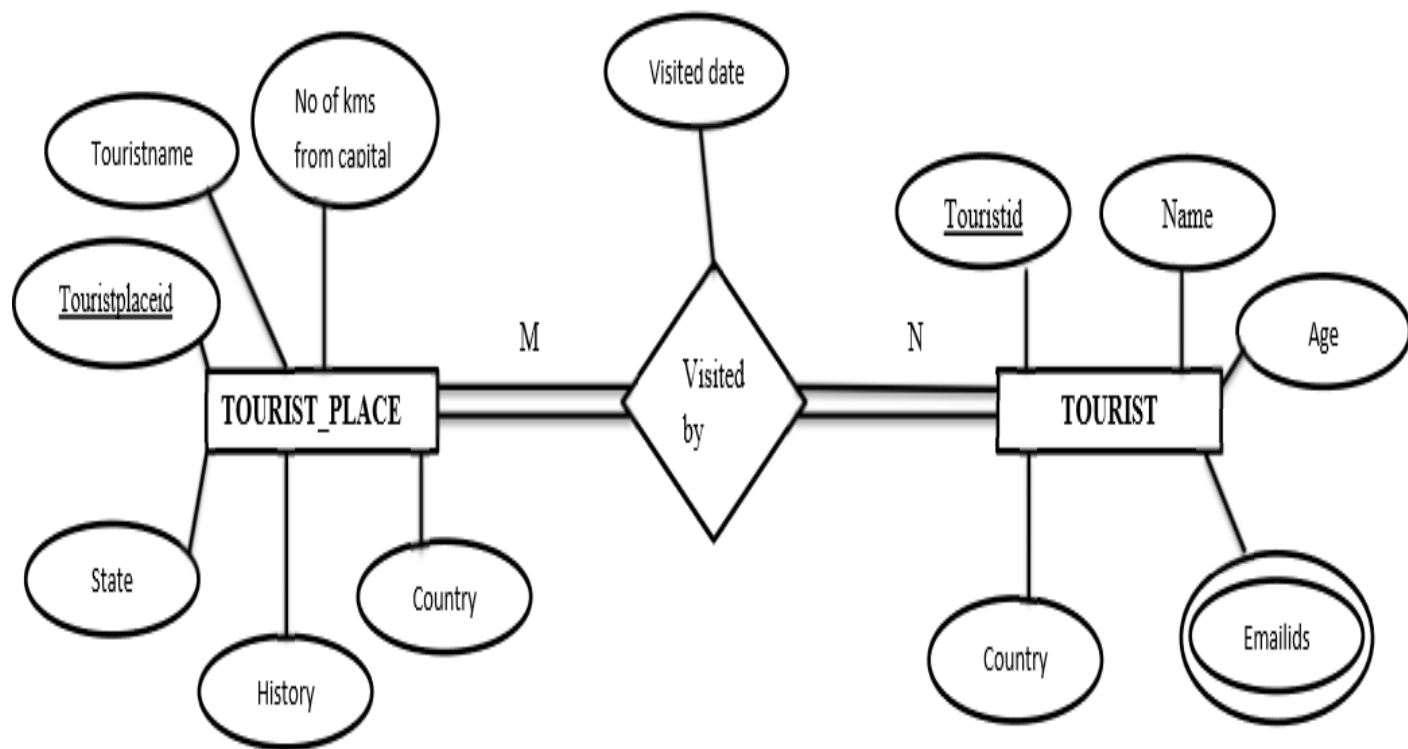 Visited date
No of kms
from capital
Touristname
Touristid
Name
Touristplaceid
Age
M
N
Visited
by
TOURIST_PLACE
TOURIST
State
Country
History
Country
Emailids